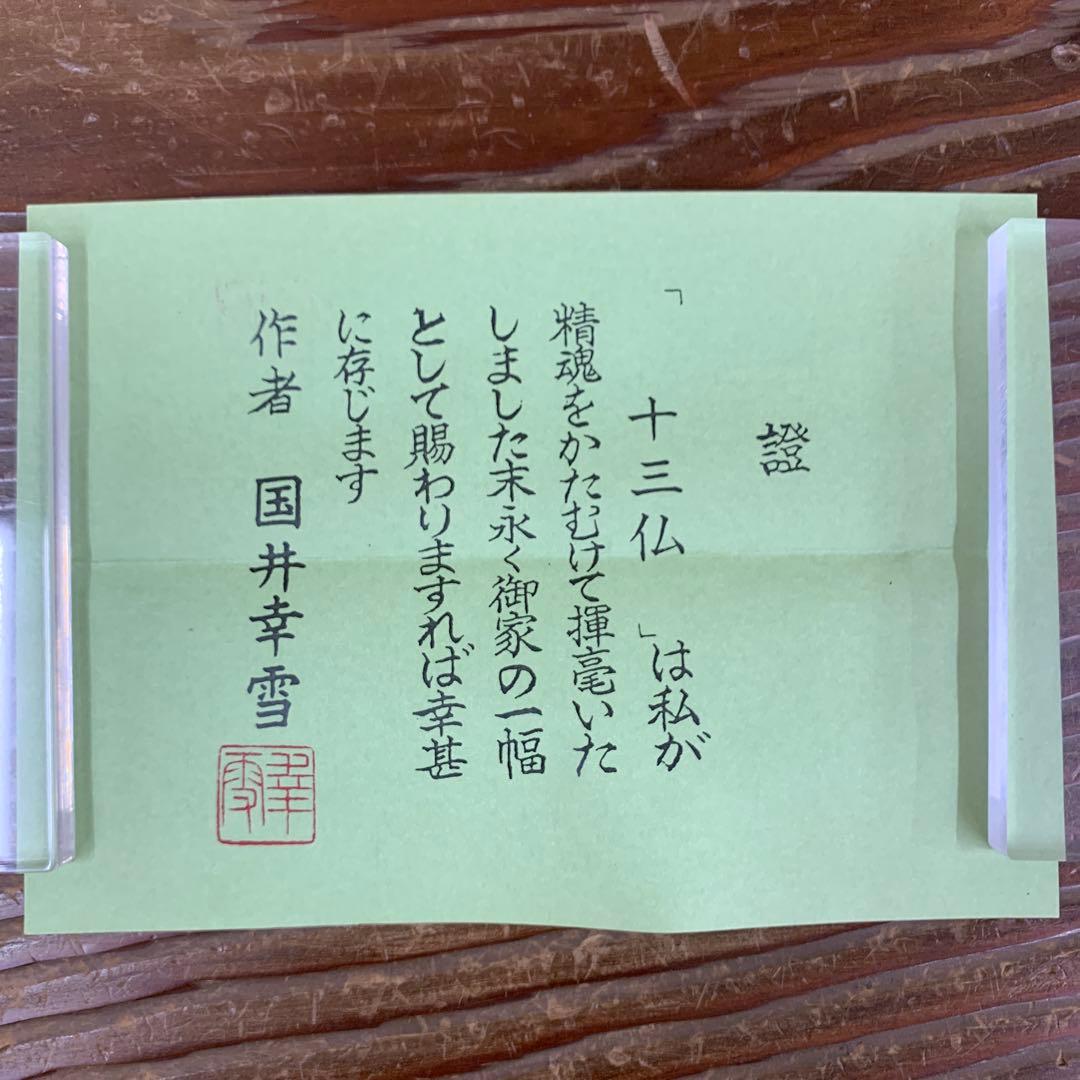 證
「十三仏」は私が
精魂をかたむけて揮毫いた
しました末永く御家の一幅
として賜わりますれば幸甚
に存じます
作者 国井幸雪
幸雪